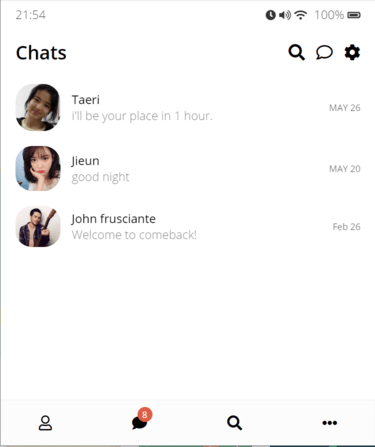 21:54
100%
Chats
Taeri
i'll be your place in 1 hour.
MAY 26
Jieun
good night
MAY 20
John frusciante
Welcome to comeback!
Feb 26
8